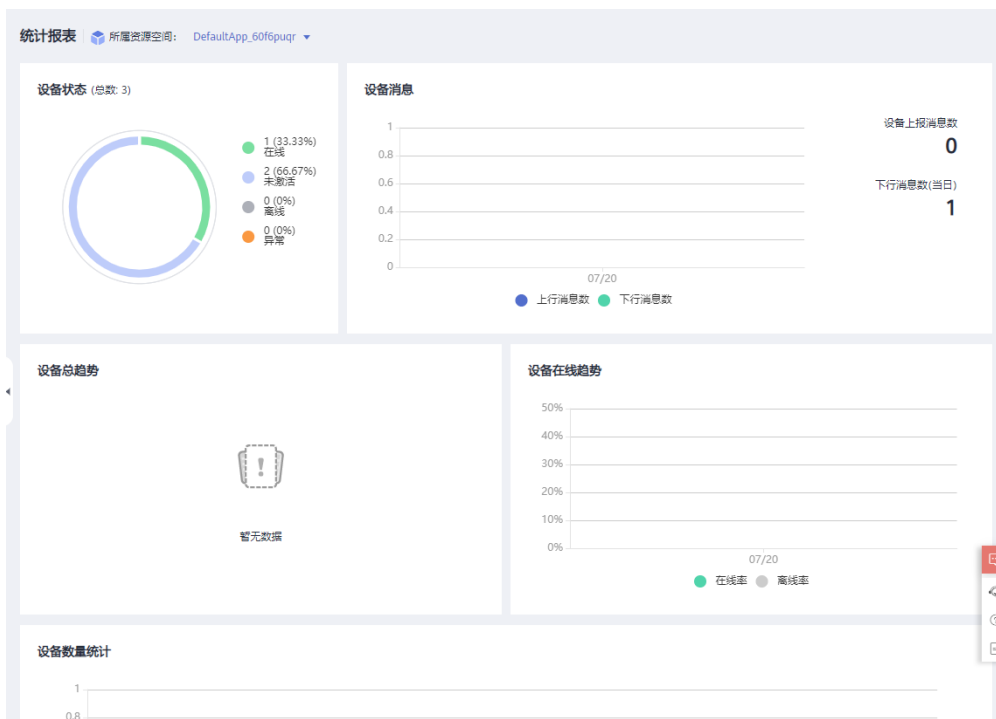 统计报表 所属资源空间: DefaultApp_60f6puqr
设备状态 (总数: 3)
1 (33.33%)
在线
2 (66.67%)
未激活
0 (0%)
离线
0 (0%)
异常
设备消息
1
0.8
0.6
0.4
0.2
0
07/20
上行消息数 下行消息数
设备上报消息数
0
下行消息数(当日)
1
设备总趋势
暂无数据
设备在线趋势
50%
40%
30%
20%
10%
0%
07/20
在线率 离线率
设备数量统计
1
0.8